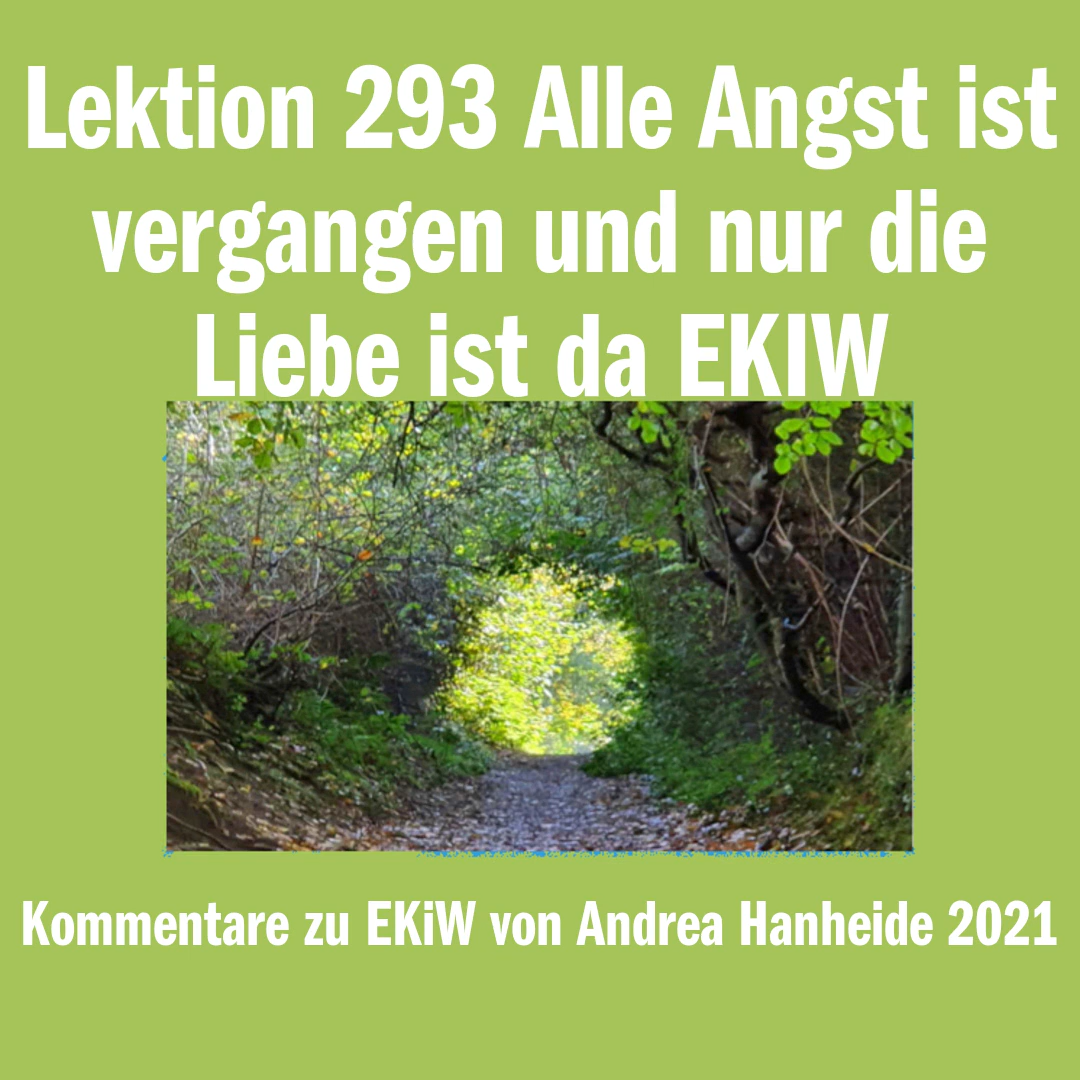 Lektion 293 Alle Angst ist
vergangen und nur die
Liebe ist da EKIW
Kommentare zu EKiW von Andrea Hanheide 2021